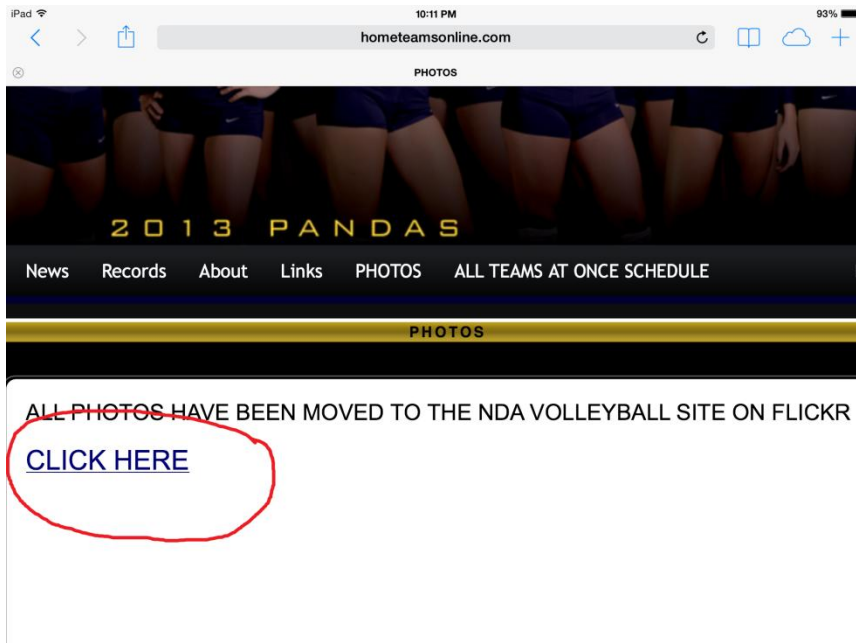 iPad 10:11 PM 93%
hometeamsonline.com
PHOTOS
2013 PANDAS
News Records About Links PHOTOS ALL TEAMS AT ONCE SCHEDULE
PHOTOS
ALL PHOTOS HAVE BEEN MOVED TO THE NDA VOLLEYBALL SITE ON FLICKR
CLICK HERE